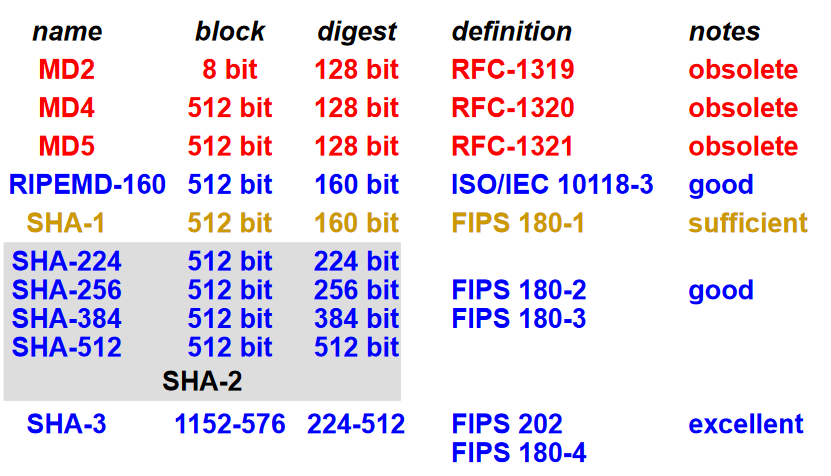 name block digest definition notes
MD2 8 bit 128 bit RFC-1319 obsolete
MD4 512 bit 128 bit RFC-1320 obsolete
MD5 512 bit 128 bit RFC-1321 obsolete
RIPEMD-160 512 bit 160 bit ISO/IEC 10118-3 good
SHA-1 512 bit 160 bit FIPS 180-1 sufficient
SHA-224 512 bit 224 bit
SHA-256 512 bit 256 bit FIPS 180-2 good
SHA-384 512 bit 384 bit FIPS 180-3
SHA-512 512 bit 512 bit
SHA-2
SHA-3 1152-576 224-512 FIPS 202 excellent
FIPS 180-4